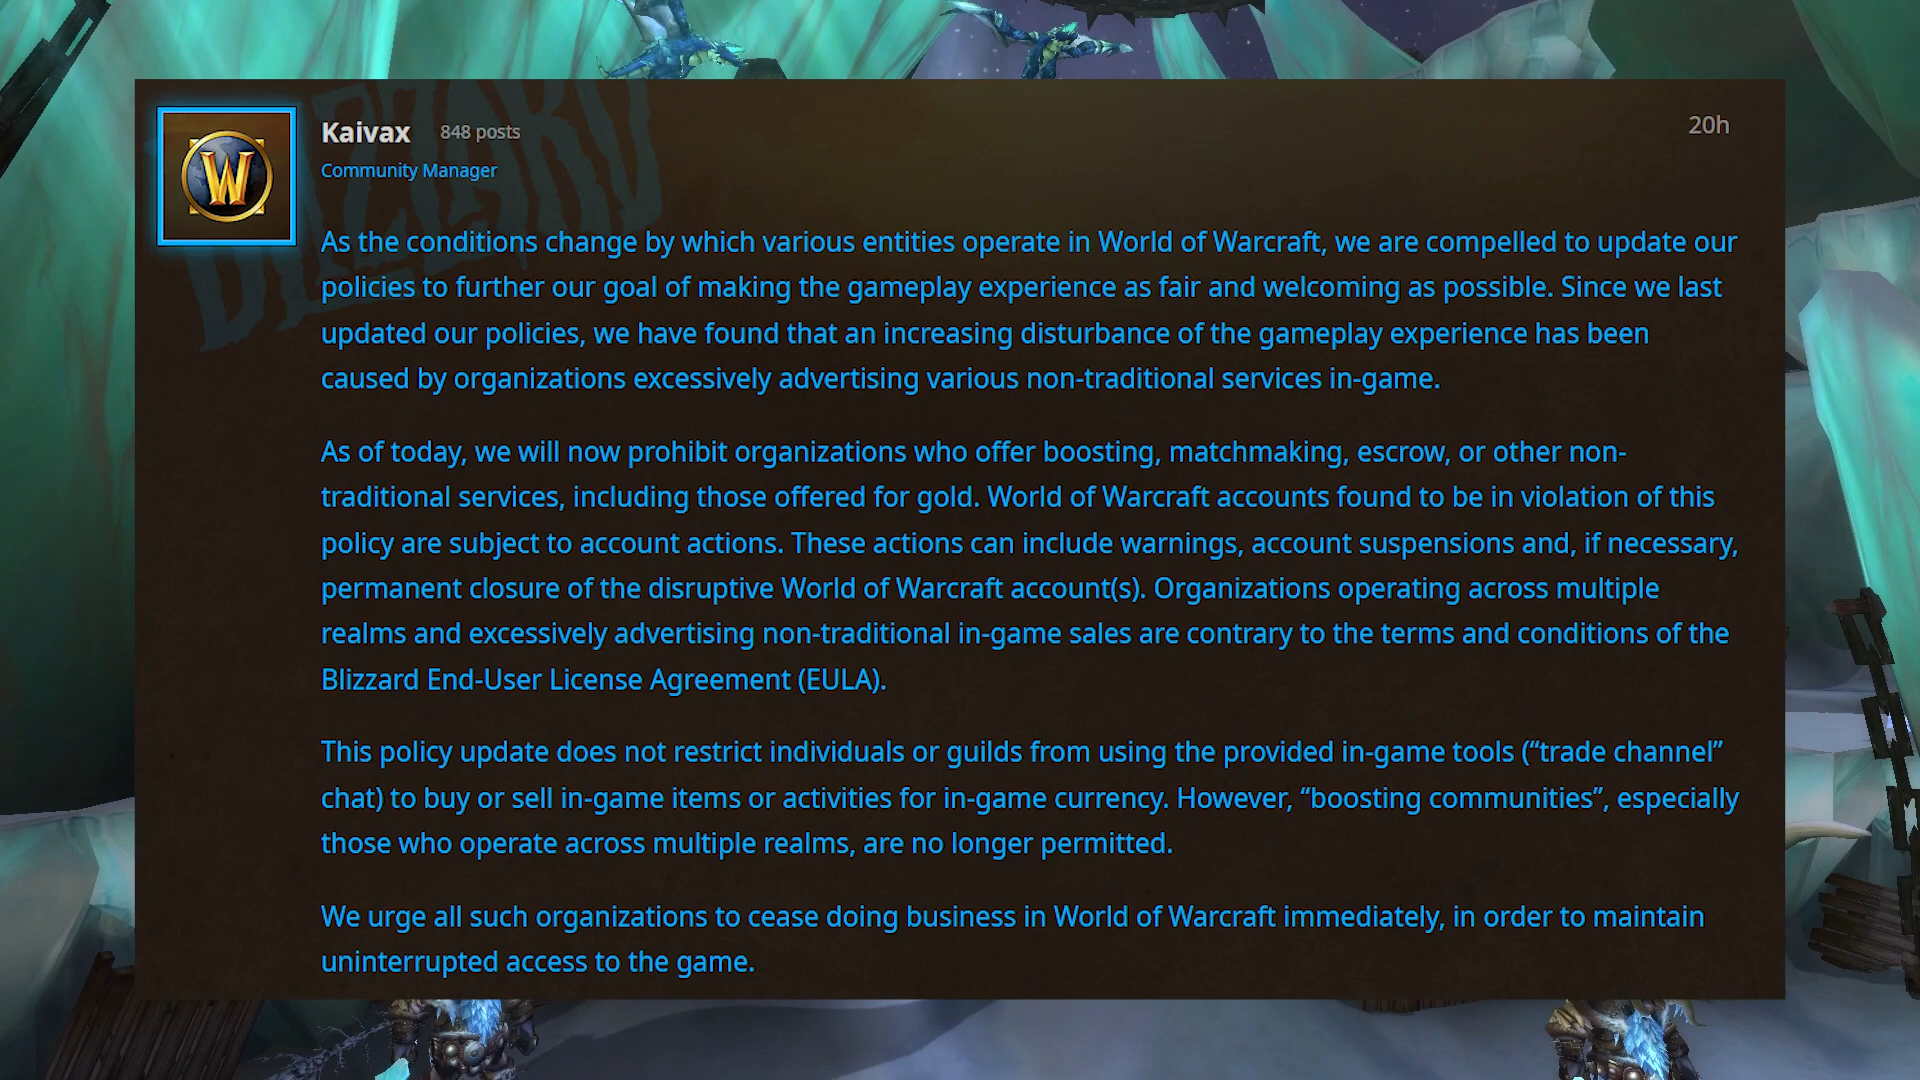 BLIZZARD
W
Kaivax 848 posts 20h
Community Manager
As the conditions change by which various entities operate in World of Warcraft, we are compelled to update our
policies to further our goal of making the gameplay experience as fair and welcoming as possible. Since we last
updated our policies, we have found that an increasing disturbance of the gameplay experience has been
caused by organizations excessively advertising various non-traditional services in-game.
As of today, we will now prohibit organizations who offer boosting, matchmaking, escrow, or other non-
traditional services, including those offered for gold. World of Warcraft accounts found to be in violation of this
policy are subject to account actions. These actions can include warnings, account suspensions and, if necessary,
permanent closure of the disruptive World of Warcraft account(s). Organizations operating across multiple
realms and excessively advertising non-traditional in-game sales are contrary to the terms and conditions of the
Blizzard End-User License Agreement (EULA).
This policy update does not restrict individuals or guilds from using the provided in-game tools (“trade channel”
chat) to buy or sell in-game items or activities for in-game currency. However, “boosting communities”, especially
those who operate across multiple realms, are no longer permitted.
We urge all such organizations to cease doing business in World of Warcraft immediately, in order to maintain
uninterrupted access to the game.